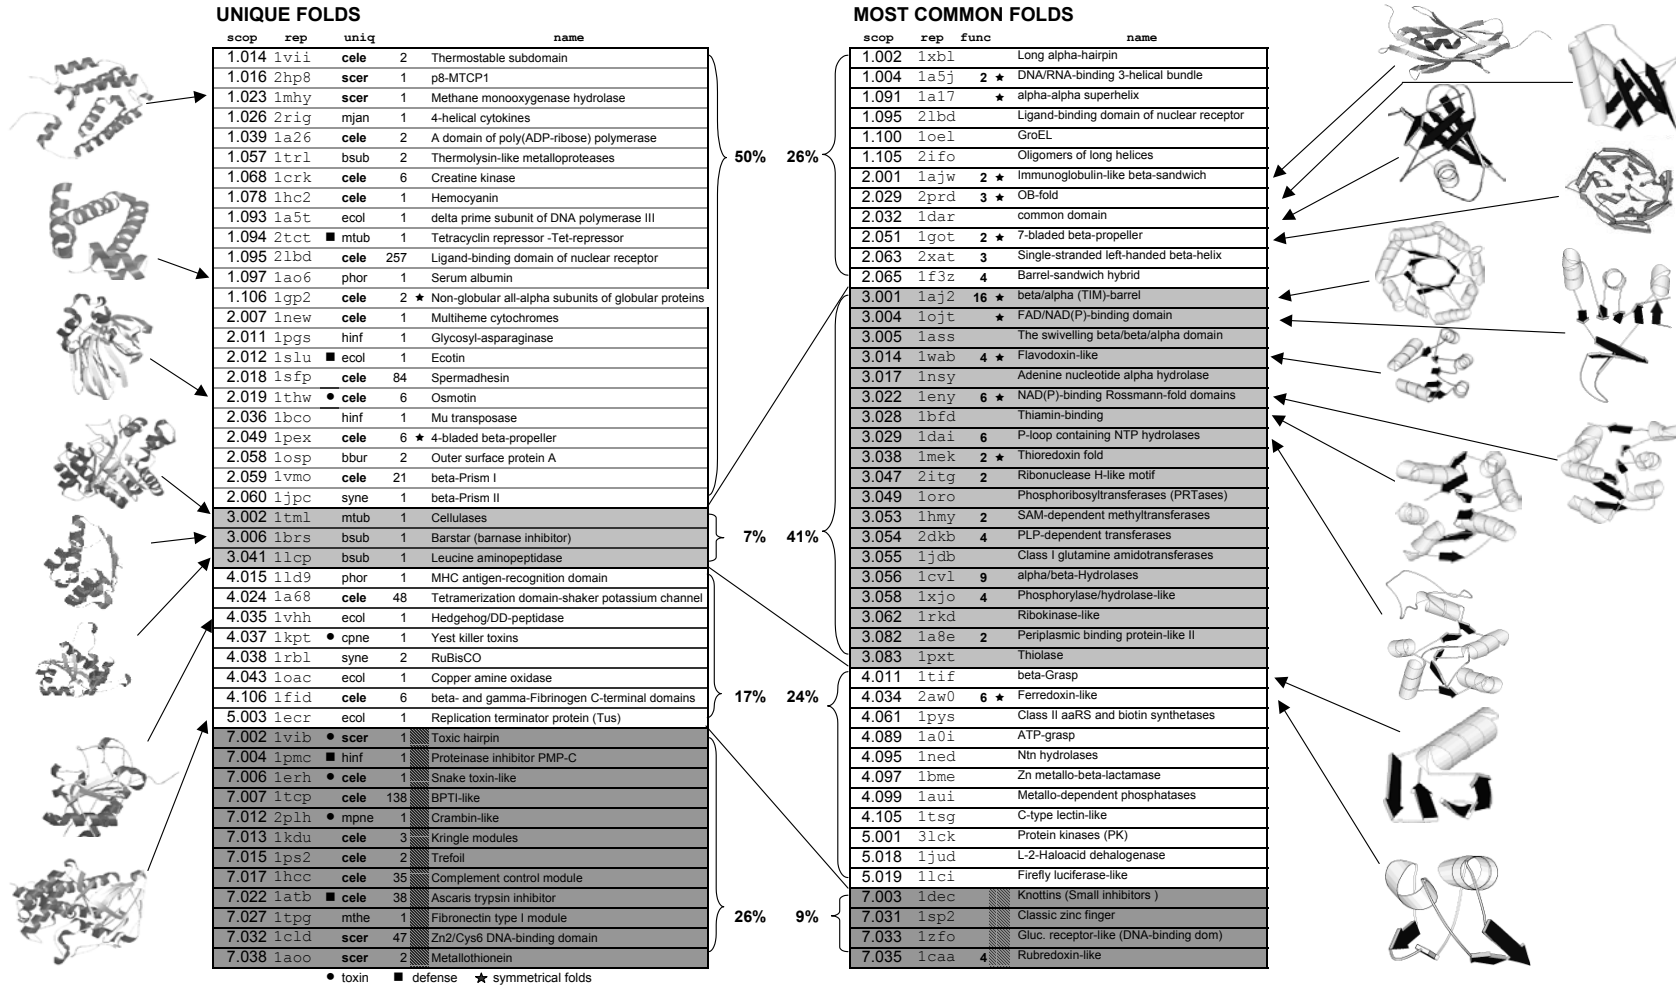 UNIQUE FOLDS
scop rep uniq name
1.014 1vii cele 2 Thermostable subdomain
1.016 2hp8 scer 1 p8-MTCP1
1.023 1mhy scer 1 Methane monooxygenase hydrolase
1.026 2rig mjan 1 4-helical cytokines
1.039 1a26 cele 2 A domain of poly(ADP-ribose) polymerase
1.057 1trl bsub 2 Thermolysin-like metalloproteases
1.068 1crk cele 6 Creatine kinase
1.078 1hc2 cele 1 Hemocyanin
1.093 1a5t ecol 1 delta prime subunit of DNA polymerase III
1.094 2tct ■ mtub 1 Tetracyclin repressor -Tet-repressor
1.095 2lbd cele 257 Ligand-binding domain of nuclear receptor
1.097 1ao6 phor 1 Serum albumin
1.106 1gp2 cele 2 ★ Non-globular all-alpha subunits of globular proteins
2.007 1new cele 1 Multiheme cytochromes
2.011 1pgs hinf 1 Glycosyl-asparaginase
2.012 1slu ■ ecol 1 Ecotin
2.018 1sfp cele 84 Spermadhesin
2.019 1thw ● cele 6 Osmotin
2.036 1bco hinf 1 Mu transposase
2.049 1pex cele 6 ★ 4-bladed beta-propeller
2.058 1osp bbur 2 Outer surface protein A
2.059 1vmo cele 21 beta-Prism I
2.060 1jpc syne 1 beta-Prism II
3.002 1tml mtub 1 Cellulases
3.006 1brs bsub 1 Barstar (barnase inhibitor)
3.041 1lcp bsub 1 Leucine aminopeptidase
4.015 1ld9 phor 1 MHC antigen-recognition domain
4.024 1a68 cele 48 Tetramerization domain-shaker potassium channel
4.035 1vhh ecol 1 Hedgehog/DD-peptidase
4.037 1kpt ● cpne 1 Yest killer toxins
4.038 1rbl syne 2 RuBisCO
4.043 1oac ecol 1 Copper amine oxidase
4.106 1fid cele 6 beta- and gamma-Fibrinogen C-terminal domains
5.003 1ecr ecol 1 Replication terminator protein (Tus)
7.002 1vib ● scer 1 Toxic hairpin
7.004 1pmc ■ hinf 1 Proteinase inhibitor PMP-C
7.006 1erh ● cele 1 Snake toxin-like
7.007 1tcp cele 138 BPTI-like
7.012 2plh ● mpne 1 Crambin-like
7.013 1kdu cele 3 Kringle modules
7.015 1ps2 cele 2 Trefoil
7.017 1hcc cele 35 Complement control module
7.022 1atb ■ cele 38 Ascaris trypsin inhibitor
7.027 1tpg mthe 1 Fibronectin type I module
7.032 1cld scer 47 Zn2/Cys6 DNA-binding domain
7.038 1aoo scer 2 Metallothionein
● toxin ■ defense ★ symmetrical folds
50% 26%
7% 41%
17% 24%
26% 9%
MOST COMMON FOLDS
scop rep func name
1.002 1xbl Long alpha-hairpin
1.004 1a5j 2 ★ DNA/RNA-binding 3-helical bundle
1.091 1a17 ★ alpha-alpha superhelix
1.095 2lbd Ligand-binding domain of nuclear receptor
1.100 1oel GroEL
1.105 2ifo Oligomers of long helices
2.001 1ajw 2 ★ Immunoglobulin-like beta-sandwich
2.029 2prd 3 ★ OB-fold
2.032 1dar common domain
2.051 1got 2 ★ 7-bladed beta-propeller
2.063 2xat 3 Single-stranded left-handed beta-helix
2.065 1f3z 4 Barrel-sandwich hybrid
3.001 1aj2 16 ★ beta/alpha (TIM)-barrel
3.004 1ojt ★ FAD/NAD(P)-binding domain
3.005 1ass The swivelling beta/beta/alpha domain
3.014 1wab 4 ★ Flavodoxin-like
3.017 1nsy Adenine nucleotide alpha hydrolase
3.022 1eny 6 ★ NAD(P)-binding Rossmann-fold domains
3.028 1bfd Thiamin-binding
3.029 1dai 6 P-loop containing NTP hydrolases
3.038 1mek 2 ★ Thioredoxin fold
3.047 2itg 2 Ribonuclease H-like motif
3.049 1oro Phosphoribosyltransferases (PRTases)
3.053 1hmy 2 SAM-dependent methyltransferases
3.054 2dkb 4 PLP-dependent transferases
3.055 1jdb Class I glutamine amidotransferases
3.056 1cvl 9 alpha/beta-Hydrolases
3.058 1xjo 4 Phosphorylase/hydrolase-like
3.062 1rkd Ribokinase-like
3.082 1a8e 2 Periplasmic binding protein-like II
3.083 1pxt Thiolase
4.011 1tif beta-Grasp
4.034 2aw0 6 ★ Ferredoxin-like
4.061 1pys Class II aaRS and biotin synthetases
4.089 1a0i ATP-grasp
4.095 1ned Ntn hydrolases
4.097 1bme Zn metallo-beta-lactamase
4.099 1aui Metallo-dependent phosphatases
4.105 1tsg C-type lectin-like
5.001 3lck Protein kinases (PK)
5.018 1jud L-2-Haloacid dehalogenase
5.019 1lci Firefly luciferase-like
7.003 1dec Knottins (Small inhibitors )
7.031 1sp2 Classic zinc finger
7.033 1zfo Gluc. receptor-like (DNA-binding dom)
7.035 1caa 4 Rubredoxin-like